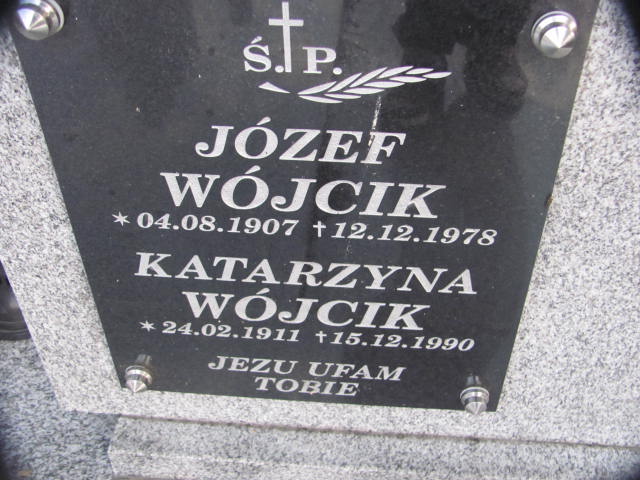 Ś.P.
JÓZEF
WÓJCIK
* 04.08.1907 † 12.12.1978
KATARZYNA
WÓJCIK
* 24.02.1911 † 15.12.1990
JEZU UFAM
TOBIE